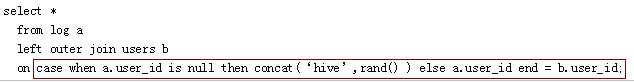 select *
from log a
left outer join users b
on case when a.user_id is null then concat(‘hive’,rand() ) else a.user_id end = b.user_id;